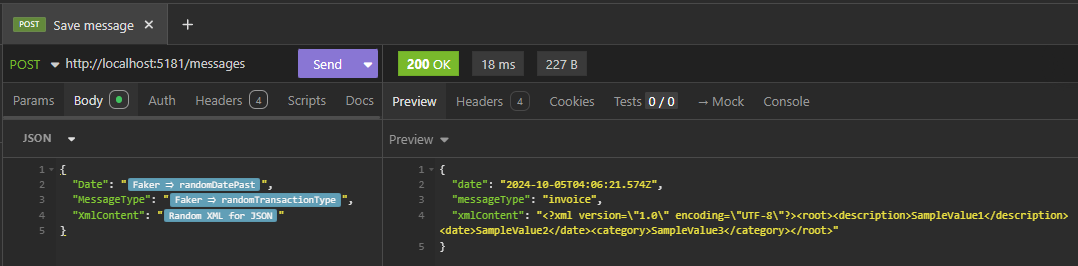 POST Save message ✕ +
POST ▼ http://localhost:5181/messages Send ▼
200 OK 18 ms 227 B
Params Body Auth Headers 4 Scripts Docs
Preview Headers 4 Cookies Tests 0 / 0 → Mock Console
JSON ▼
Preview ▼
1 {
2 "Date": "Faker ⇒ randomDatePast",
3 "MessageType": "Faker ⇒ randomTransactionType",
4 "XmlContent": "Random XML for JSON"
5 }
1 {
2 "date": "2024-10-05T04:06:21.574Z",
3 "messageType": "invoice",
4 "xmlContent": "<?xml version=\"1.0\" encoding=\"UTF-8\"?><root><description>SampleValue1</description>
<date>SampleValue2</date><category>SampleValue3</category></root>"
5 }